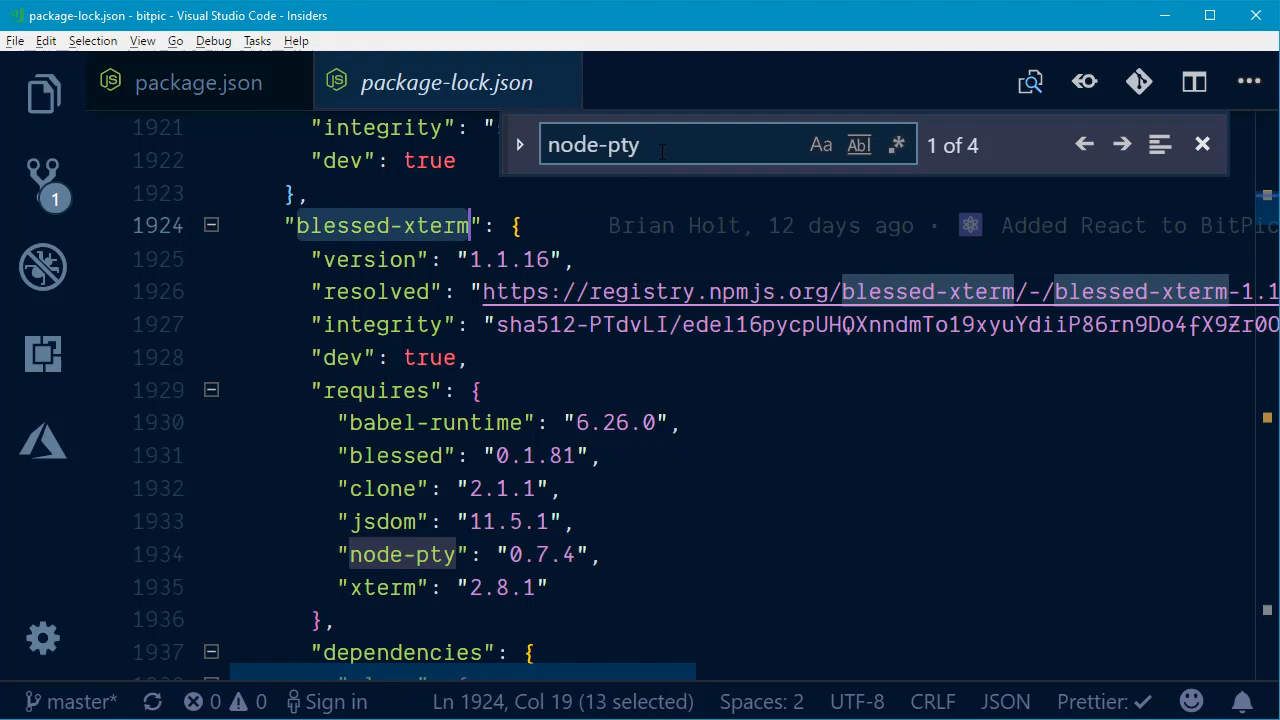 package-lock.json - bitpic - Visual Studio Code - Insiders
File Edit Selection View Go Debug Tasks Help
package.json package-lock.json
node-pty Aa Abl .* 1 of 4
1921 "integrity": "
1922 "dev": true
1923 },
1924 "blessed-xterm": { Brian Holt, 12 days ago • Added React to BitPic
1925 "version": "1.1.16",
1926 "resolved": "https://registry.npmjs.org/blessed-xterm/-/blessed-xterm-1.1
1927 "integrity": "sha512-PTdvLI/edel16pycpUHQXnndmTo19xyuYdiiP86rn9Do4fX9Zr0O
1928 "dev": true,
1929 "requires": {
1930 "babel-runtime": "6.26.0",
1931 "blessed": "0.1.81",
1932 "clone": "2.1.1",
1933 "jsdom": "11.5.1",
1934 "node-pty": "0.7.4",
1935 "xterm": "2.8.1"
1936 },
1937 "dependencies": {
1
master* 0 0 Sign in Ln 1924, Col 19 (13 selected) Spaces: 2 UTF-8 CRLF JSON Prettier: ✓